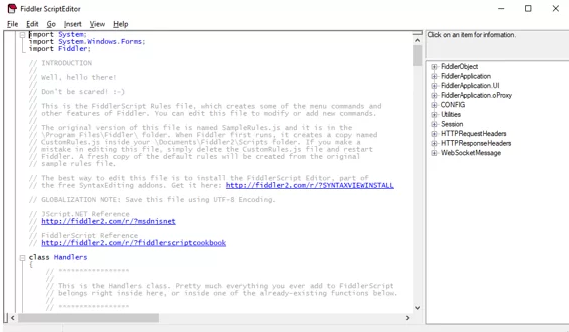 Fiddler ScriptEditor
File Edit Go Insert View Help
import System;
import System.Windows.Forms;
import Fiddler;
// INTRODUCTION
//
// Well, hello there!
//
// Don't be scared! :-)
//
// This is the FiddlerScript Rules file, which creates some of the menu commands and
// other features of Fiddler. You can edit this file to modify or add new commands.
//
// The original version of this file is named SampleRules.js and it is in the
// \Program Files\Fiddler\ folder. When Fiddler first runs, it creates a copy named
// CustomRules.js inside your \Documents\Fiddler2\Scripts folder. If you make a
// mistake in editing this file, simply delete the CustomRules.js file and restart
// Fiddler. A fresh copy of the default rules will be created from the original
// sample rules file.
// The best way to edit this file is to install the FiddlerScript Editor, part of
// the free SyntaxEditing addons. Get it here: http://fiddler2.com/r/?SYNTAXVIEWINSTALL
// GLOBALIZATION NOTE: Save this file using UTF-8 Encoding.
// JScript.NET Reference
// http://fiddler2.com/r/?msdnjsnet
//
// FiddlerScript Reference
// http://fiddler2.com/r/?fiddlerscriptcookbook
class Handlers
{
// *****************
//
// This is the Handlers class. Pretty much everything you ever add to FiddlerScript
// belongs right inside here, or inside one of the already-existing functions below.
//
// *****************
Click on an item for information.
FiddlerObject
FiddlerApplication
FiddlerApplication.UI
FiddlerApplication.oProxy
CONFIG
Utilities
Session
HTTPRequestHeaders
HTTPResponseHeaders
WebSocketMessage